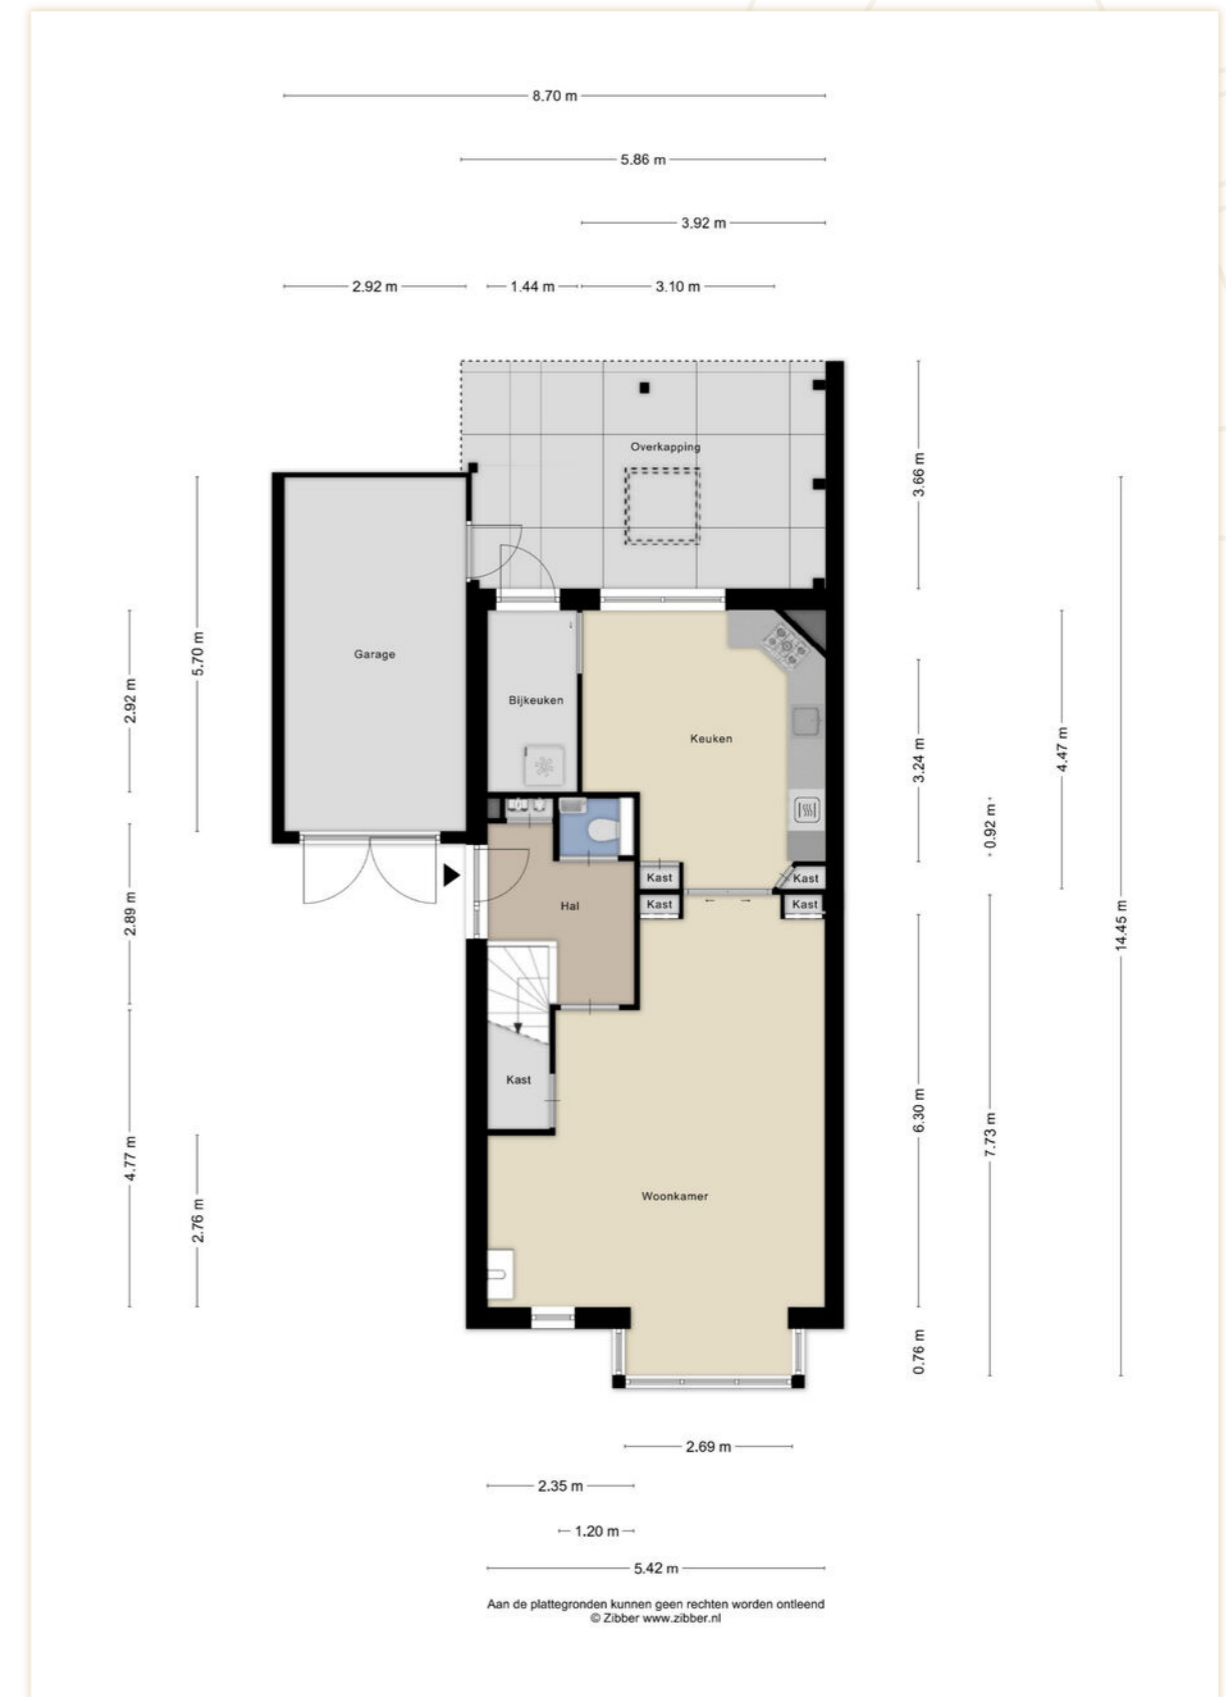 8.70 m
5.86 m
3.92 m
2.92 m
1.44 m
3.10 m
Overkapping
3.66 m
Garage
5.70 m
2.92 m
Bijkeuken
Keuken
3.24 m
4.47 m
0.92 m
Kast
Kast
Kast
Kast
Hal
2.89 m
14.45 m
Kast
6.30 m
7.73 m
4.77 m
2.76 m
Woonkamer
0.76 m
2.69 m
2.35 m
1.20 m
5.42 m
Aan de plattegronden kunnen geen rechten worden ontleend
© Zibber www.zibber.nl